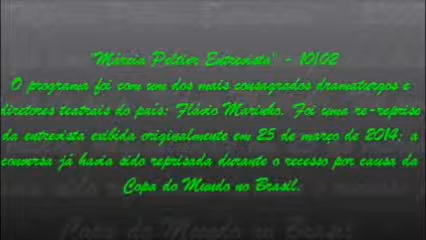 "Márcia Peltier Entrevista" - 10/02
O programa foi com um dos mais consagrados dramaturgos e
diretores teatrais do país: Flávio Marinho. Foi uma re-reprise
da entrevista exibida originalmente em 25 de março de 2014; a
conversa já havia sido reprisada durante o recesso por causa da
Copa do Mundo no Brasil.